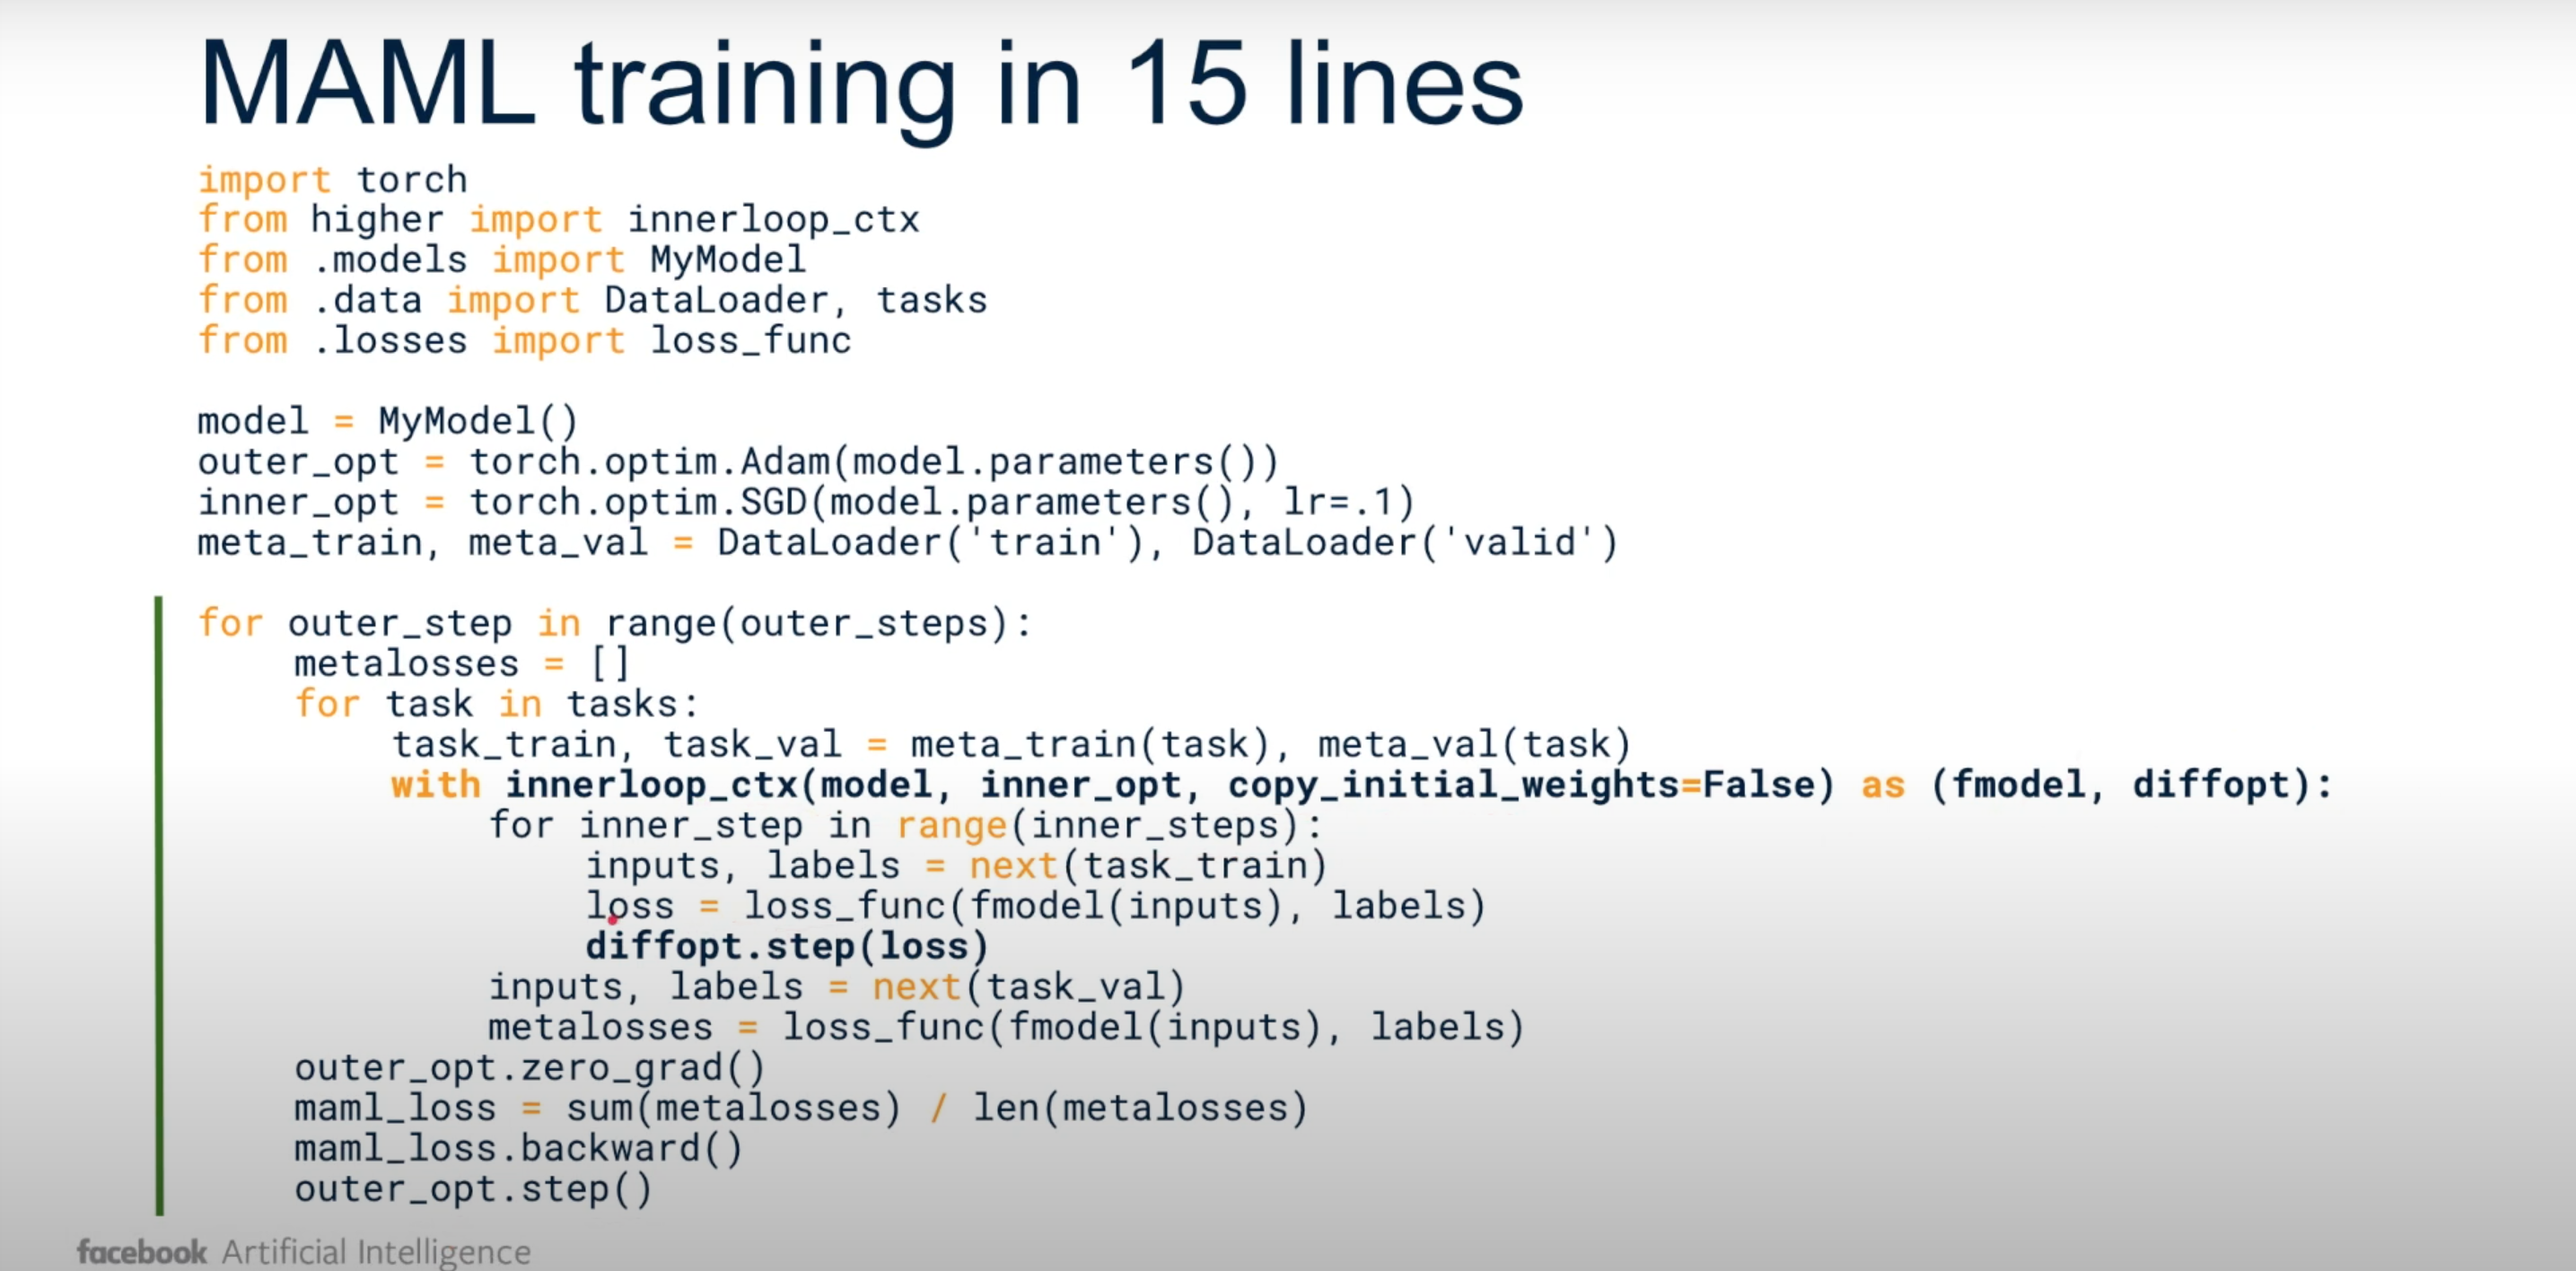 MAML training in 15 lines
import torch
from higher import innerloop_ctx
from .models import MyModel
from .data import DataLoader, tasks
from .losses import loss_func
model = MyModel()
outer_opt = torch.optim.Adam(model.parameters())
inner_opt = torch.optim.SGD(model.parameters(), lr=.1)
meta_train, meta_val = DataLoader('train'), DataLoader('valid')
for outer_step in range(outer_steps):
    metalosses = []
    for task in tasks:
        task_train, task_val = meta_train(task), meta_val(task)
        with innerloop_ctx(model, inner_opt, copy_initial_weights=False) as (fmodel, diffopt):
            for inner_step in range(inner_steps):
                inputs, labels = next(task_train)
                loss = loss_func(fmodel(inputs), labels)
                diffopt.step(loss)
            inputs, labels = next(task_val)
            metalosses = loss_func(fmodel(inputs), labels)
    outer_opt.zero_grad()
    maml_loss = sum(metalosses) / len(metalosses)
    maml_loss.backward()
    outer_opt.step()
facebook Artificial Intelligence